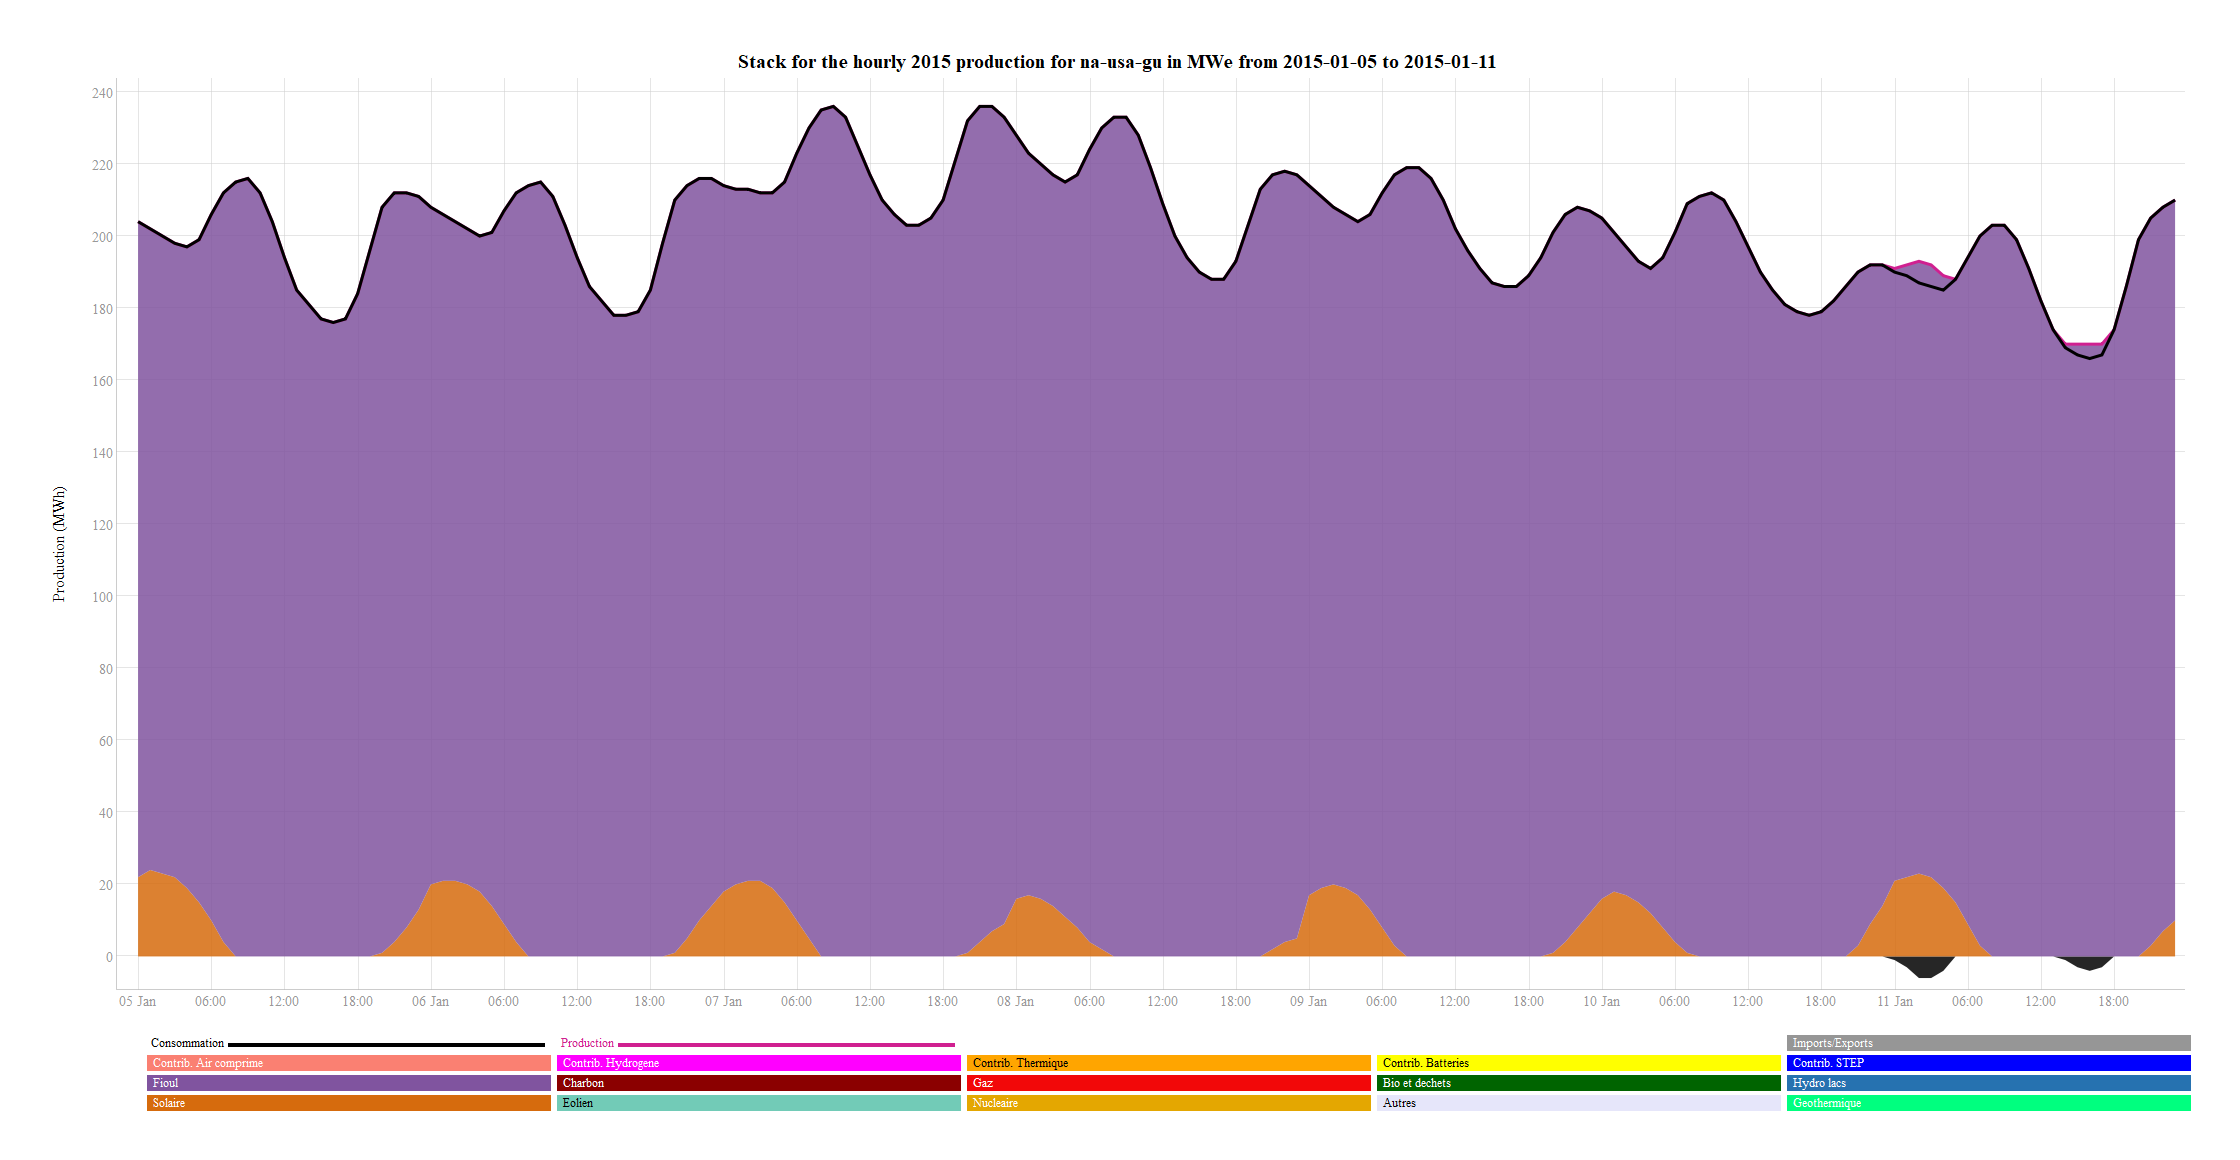 Stack for the hourly 2015 production for na-usa-gu in MWe from 2015-01-05 to 2015-01-11
240
220
200
180
160
140
120
100
80
60
40
20
0
Production (MWh)
05 Jan 06:00 12:00 18:00 06 Jan 06:00 12:00 18:00 07 Jan 06:00 12:00 18:00 08 Jan 06:00 12:00 18:00 09 Jan 06:00 12:00 18:00 10 Jan 06:00 12:00 18:00 11 Jan 06:00 12:00 18:00
Consommation Production Imports/Exports
Contrib. Air comprime Contrib. Hydrogene Contrib. Thermique Contrib. Batteries Contrib. STEP
Fioul Charbon Gaz Bio et dechets Hydro lacs
Solaire Eolien Nucleaire Autres Geothermique